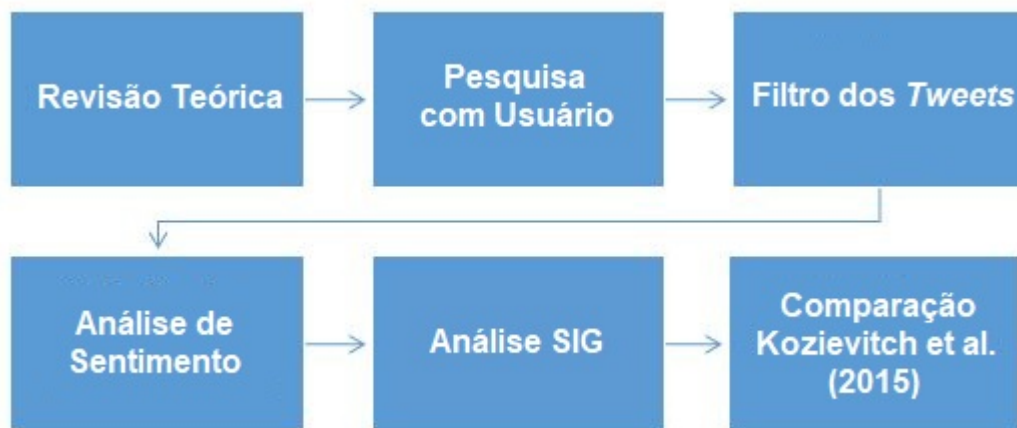 Revisão Teórica
Pesquisa
com Usuário
Filtro dos Tweets
Análise de
Sentimento
Análise SIG
Comparação
Kozievitch et al.
(2015)